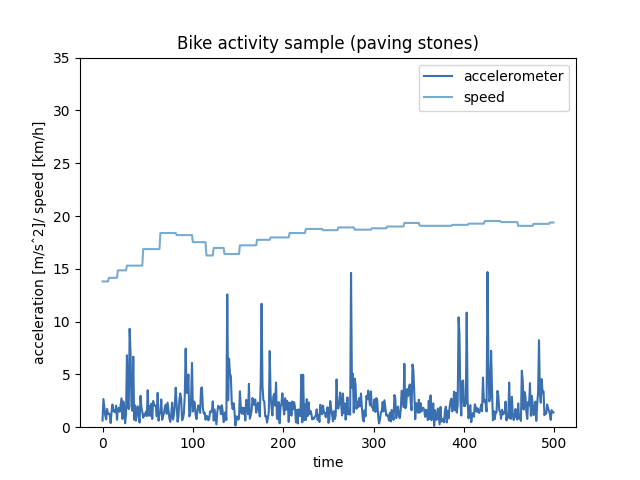 Bike activity sample (paving stones)
accelerometer
speed
acceleration [m/s^2]/ speed [km/h]
35
30
25
20
15
10
5
0
0 100 200 300 400 500
time